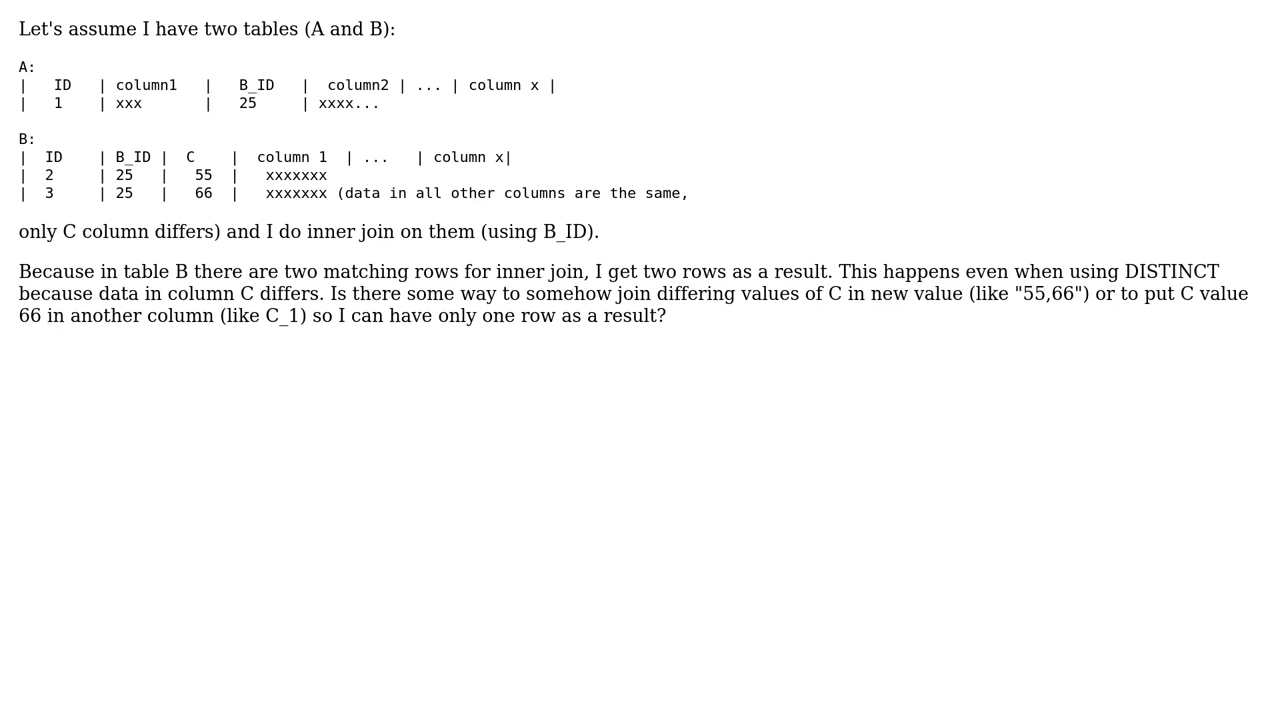 Let's assume I have two tables (A and B):
A:
|   ID   | column1   |   B_ID   |  column2 | ... | column x |
|   1    | xxx       |   25     | xxxx...
B:
|  ID    | B_ID |  C    |  column 1  | ...   | column x|
|  2     | 25   |   55  |   xxxxxxx
|  3     | 25   |   66  |   xxxxxxx (data in all other columns are the same,
only C column differs) and I do inner join on them (using B_ID).
Because in table B there are two matching rows for inner join, I get two rows as a result. This happens even when using DISTINCT
because data in column C differs. Is there some way to somehow join differing values of C in new value (like "55,66") or to put C value
66 in another column (like C_1) so I can have only one row as a result?